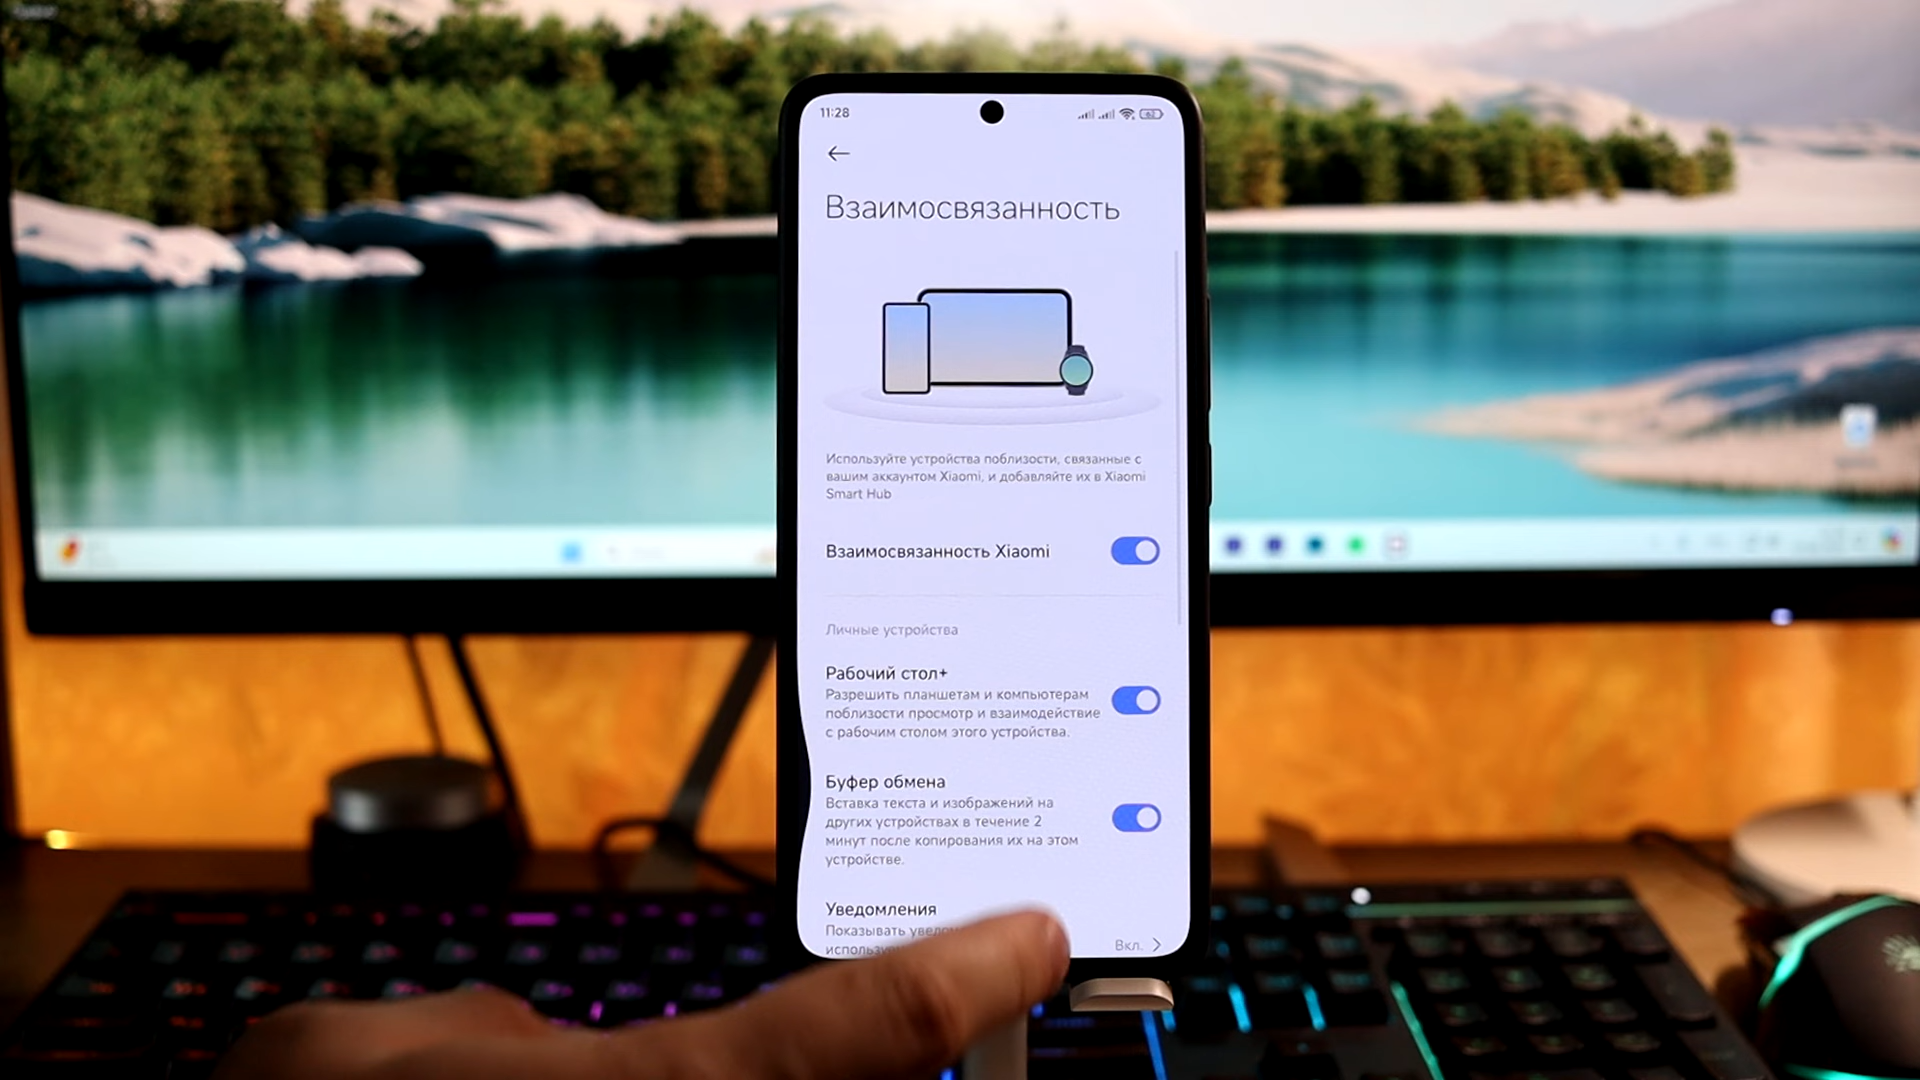 11:28
Взаимосвязанность
Используйте устройства поблизости, связанные с
вашим аккаунтом Xiaomi, и добавляйте их в Xiaomi
Smart Hub
Взаимосвязанность Xiaomi
Личные устройства
Рабочий стол+
Разрешить планшетам и компьютерам
поблизости просмотр и взаимодействие
с рабочим столом этого устройства.
Буфер обмена
Вставка текста и изображений на
других устройствах в течение 2
минут после копирования их на этом
устройстве.
Уведомления
Показывать
Вкл.